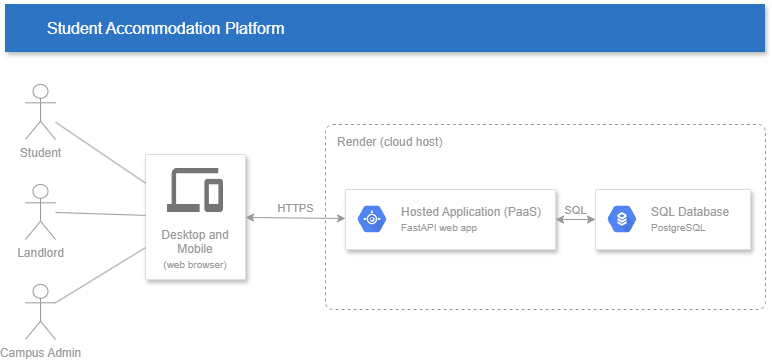 Student Accommodation Platform
Student
Landlord
Campus Admin
Desktop and
Mobile
(web browser)
HTTPS
Render (cloud host)
Hosted Application (PaaS)
FastAPI web app
SQL
SQL Database
PostgreSQL